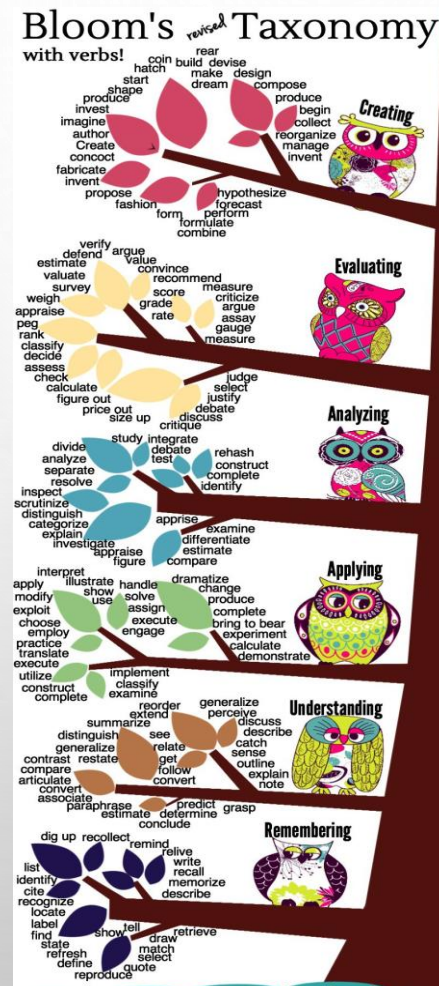 Bloom's revised Taxonomy
with verbs!
Creating
rear
coin build devise
hatch make design
start dream compose
shape
produce produce
invest begin
imagine collect
author reorganize
Create manage
concoct invent
fabricate
invent
propose hypothesize
fashion forecast
form perform
formulate
combine
Evaluating
verify
defend argue
estimate value
valuate convince
survey recommend
weigh score measure
appraise grade criticize
peg rate argue
rank assay
classify gauge
decide measure
assess
check judge
calculate select
figure out justify
price out debate
size up discuss
critique
Analyzing
study integrate
divide debate
analyze test rehash
separate construct
resolve complete
inspect identify
scrutinize
distinguish apprise
categorize examine
explain differentiate
investigate estimate
appraise compare
figure
Applying
interpret dramatize
apply illustrate handle change
modify show solve produce
exploit use assign complete
choose execute bring to bear
employ engage experiment
practice calculate
translate demonstrate
execute
utilize implement
construct classify
complete examine
Understanding
reorder generalize
extend perceive
summarize discuss
distinguish see describe
generalize relate catch
restate get sense
contrast follow outline
compare convert explain
articulate note
convert
associate
paraphrase predict grasp
estimate determine
conclude
Remembering
dig up recollect
remind
list relive
identify write
cite recall
recognize memorize
locate describe
label
find show tell retrieve
state draw
refresh match
define select
quote
reproduce